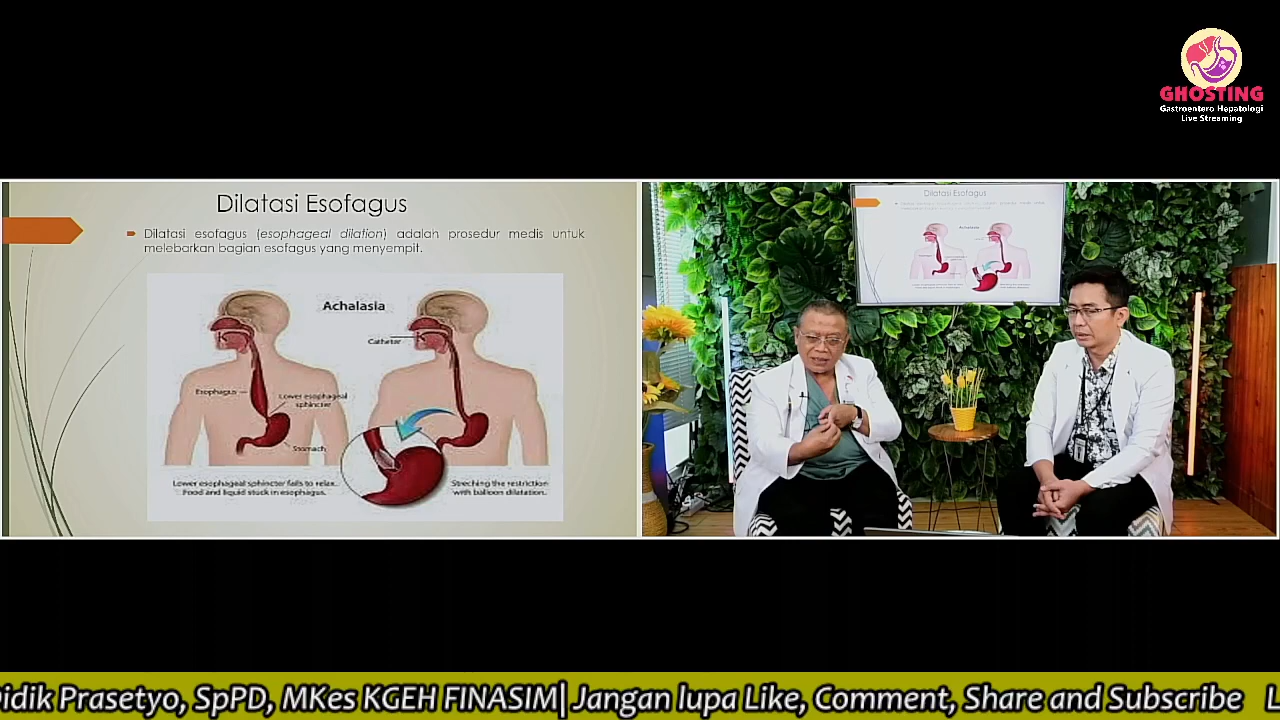 GHOSTING
Gastroentero Hepatologi
Live Streaming
Dilatasi Esofagus
Dilatasi esofagus (esophageal dilation) adalah prosedur medis untuk
melebarkan bagian esofagus yang menyempit.
Achalasia
Catheter
Esophagus
Lower esophageal
sphincter
Stomach
Lower esophageal sphincter fails to relax.
Food and liquid stuck in esophagus.
Streching the restriction
with balloon dilatation.
Dilatasi Esofagus
Achalasia
idik Prasetyo, SpPD, MKes KGEH FINASIM| Jangan lupa Like, Comment, Share and Subscribe L